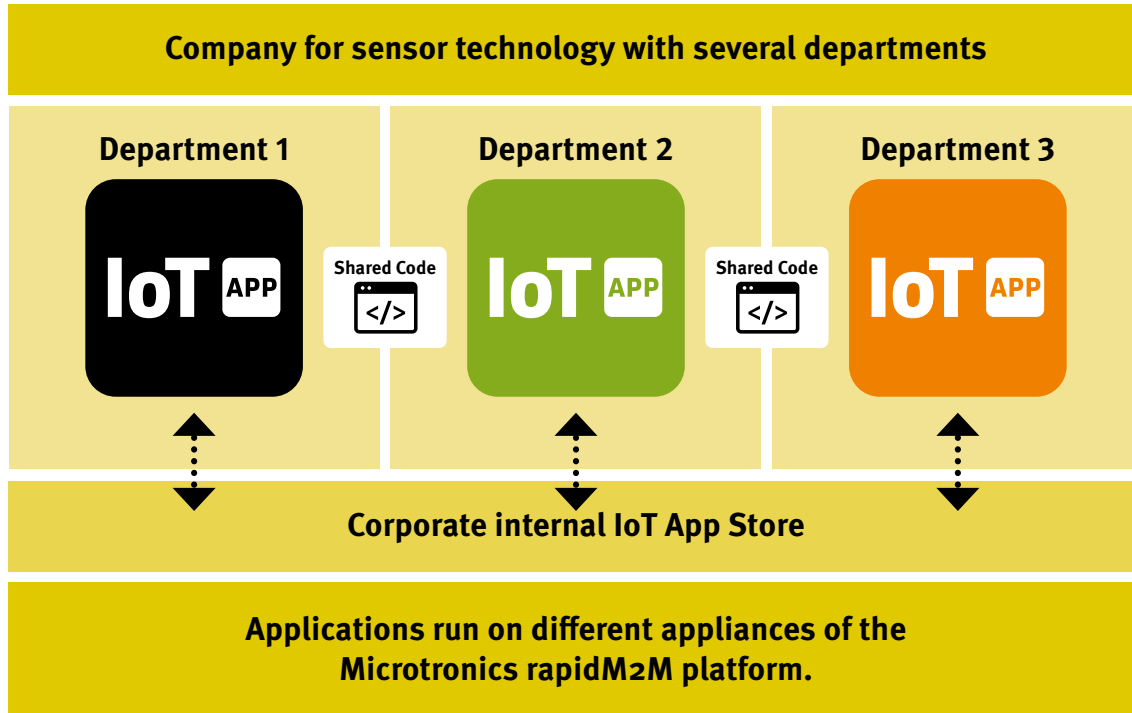 Company for sensor technology with several departments
Department 1
Department 2
Department 3
IoT APP
Shared Code
</>
IoT APP
Shared Code
</>
IoT APP
Corporate internal IoT App Store
Applications run on different appliances of the
Microtronics rapidM2M platform.